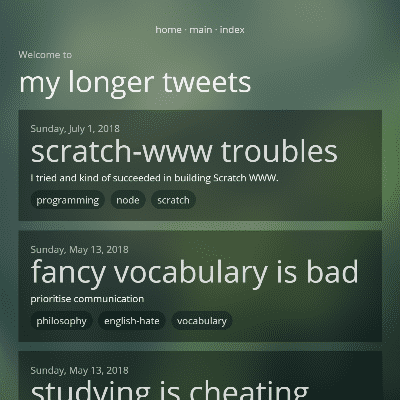 home · main · index
Welcome to
my longer tweets
Sunday, July 1, 2018
scratch-www troubles
I tried and kind of succeeded in building Scratch WWW.
programming node scratch
Sunday, May 13, 2018
fancy vocabulary is bad
prioritise communication
philosophy english-hate vocabulary
Sunday, May 13, 2018
studying is cheating